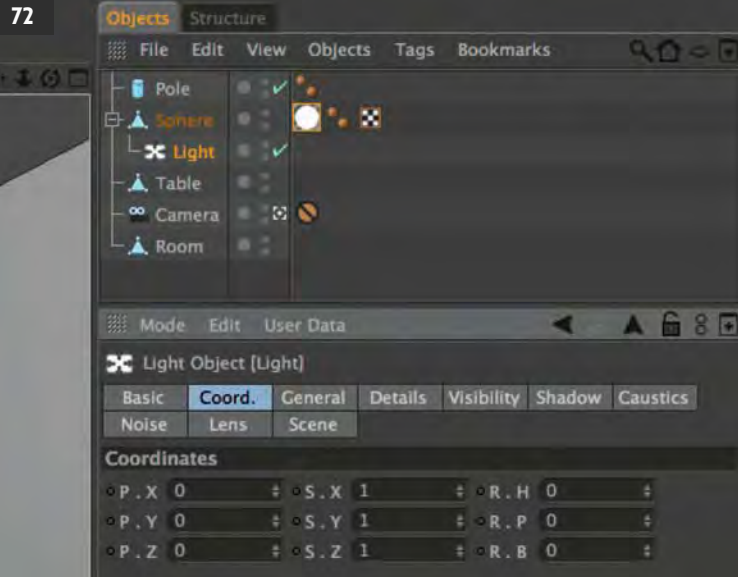 72
Objects Structure
File Edit View Objects Tags Bookmarks
Pole
Sphere
Light
Table
Camera
Room
Mode Edit User Data
Light Object [Light]
Basic Coord. General Details Visibility Shadow Caustics
Noise Lens Scene
Coordinates
P . X 0 S . X 1 R . H 0
P . Y 0 S . Y 1 R . P 0
P . Z 0 S . Z 1 R . B 0